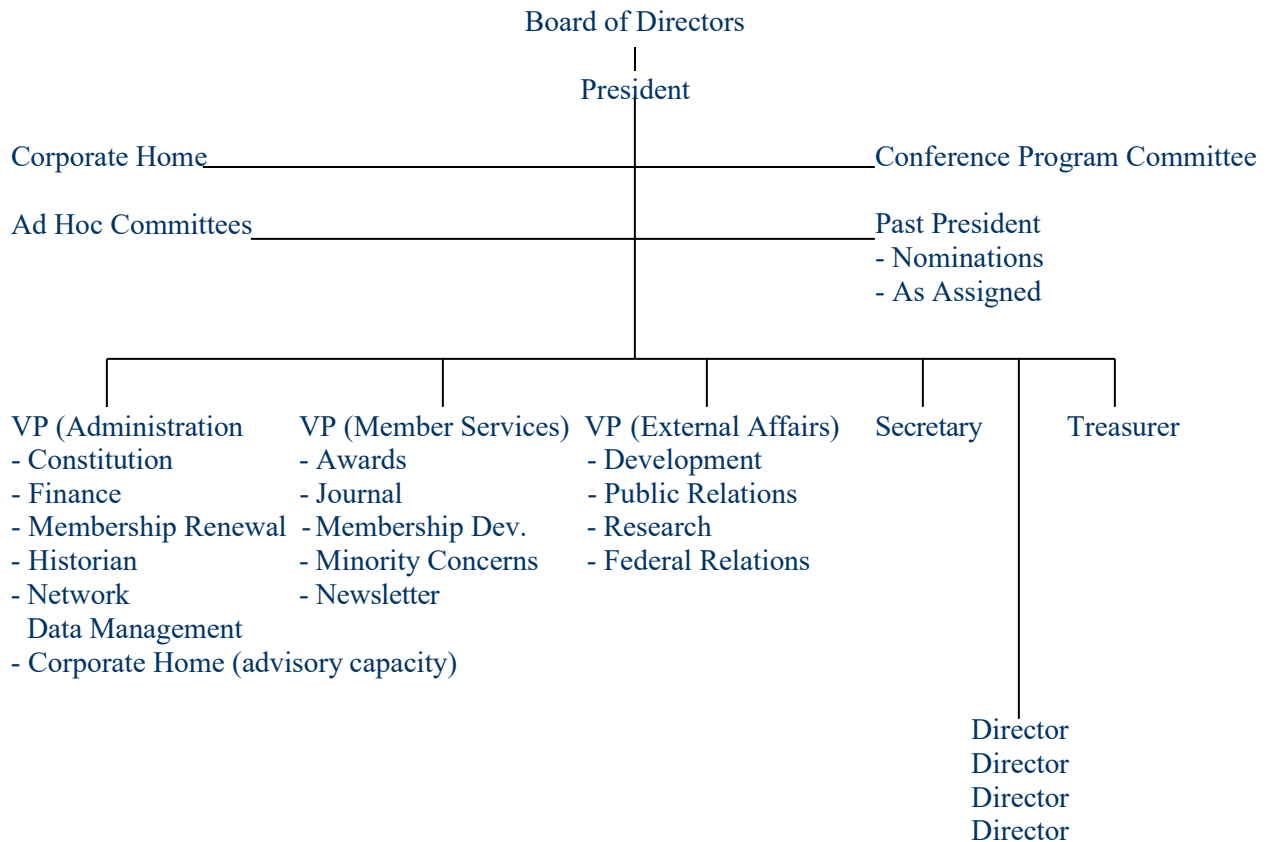 Board of Directors
President
Corporate Home
Conference Program Committee
Ad Hoc Committees
Past President
- Nominations
- As Assigned
VP (Administration
- Constitution
- Finance
- Membership Renewal
- Historian
- Network
Data Management
- Corporate Home (advisory capacity)
VP (Member Services)
- Awards
- Journal
- Membership Dev.
- Minority Concerns
- Newsletter
VP (External Affairs)
- Development
- Public Relations
- Research
- Federal Relations
Secretary
Treasurer
Director
Director
Director
Director